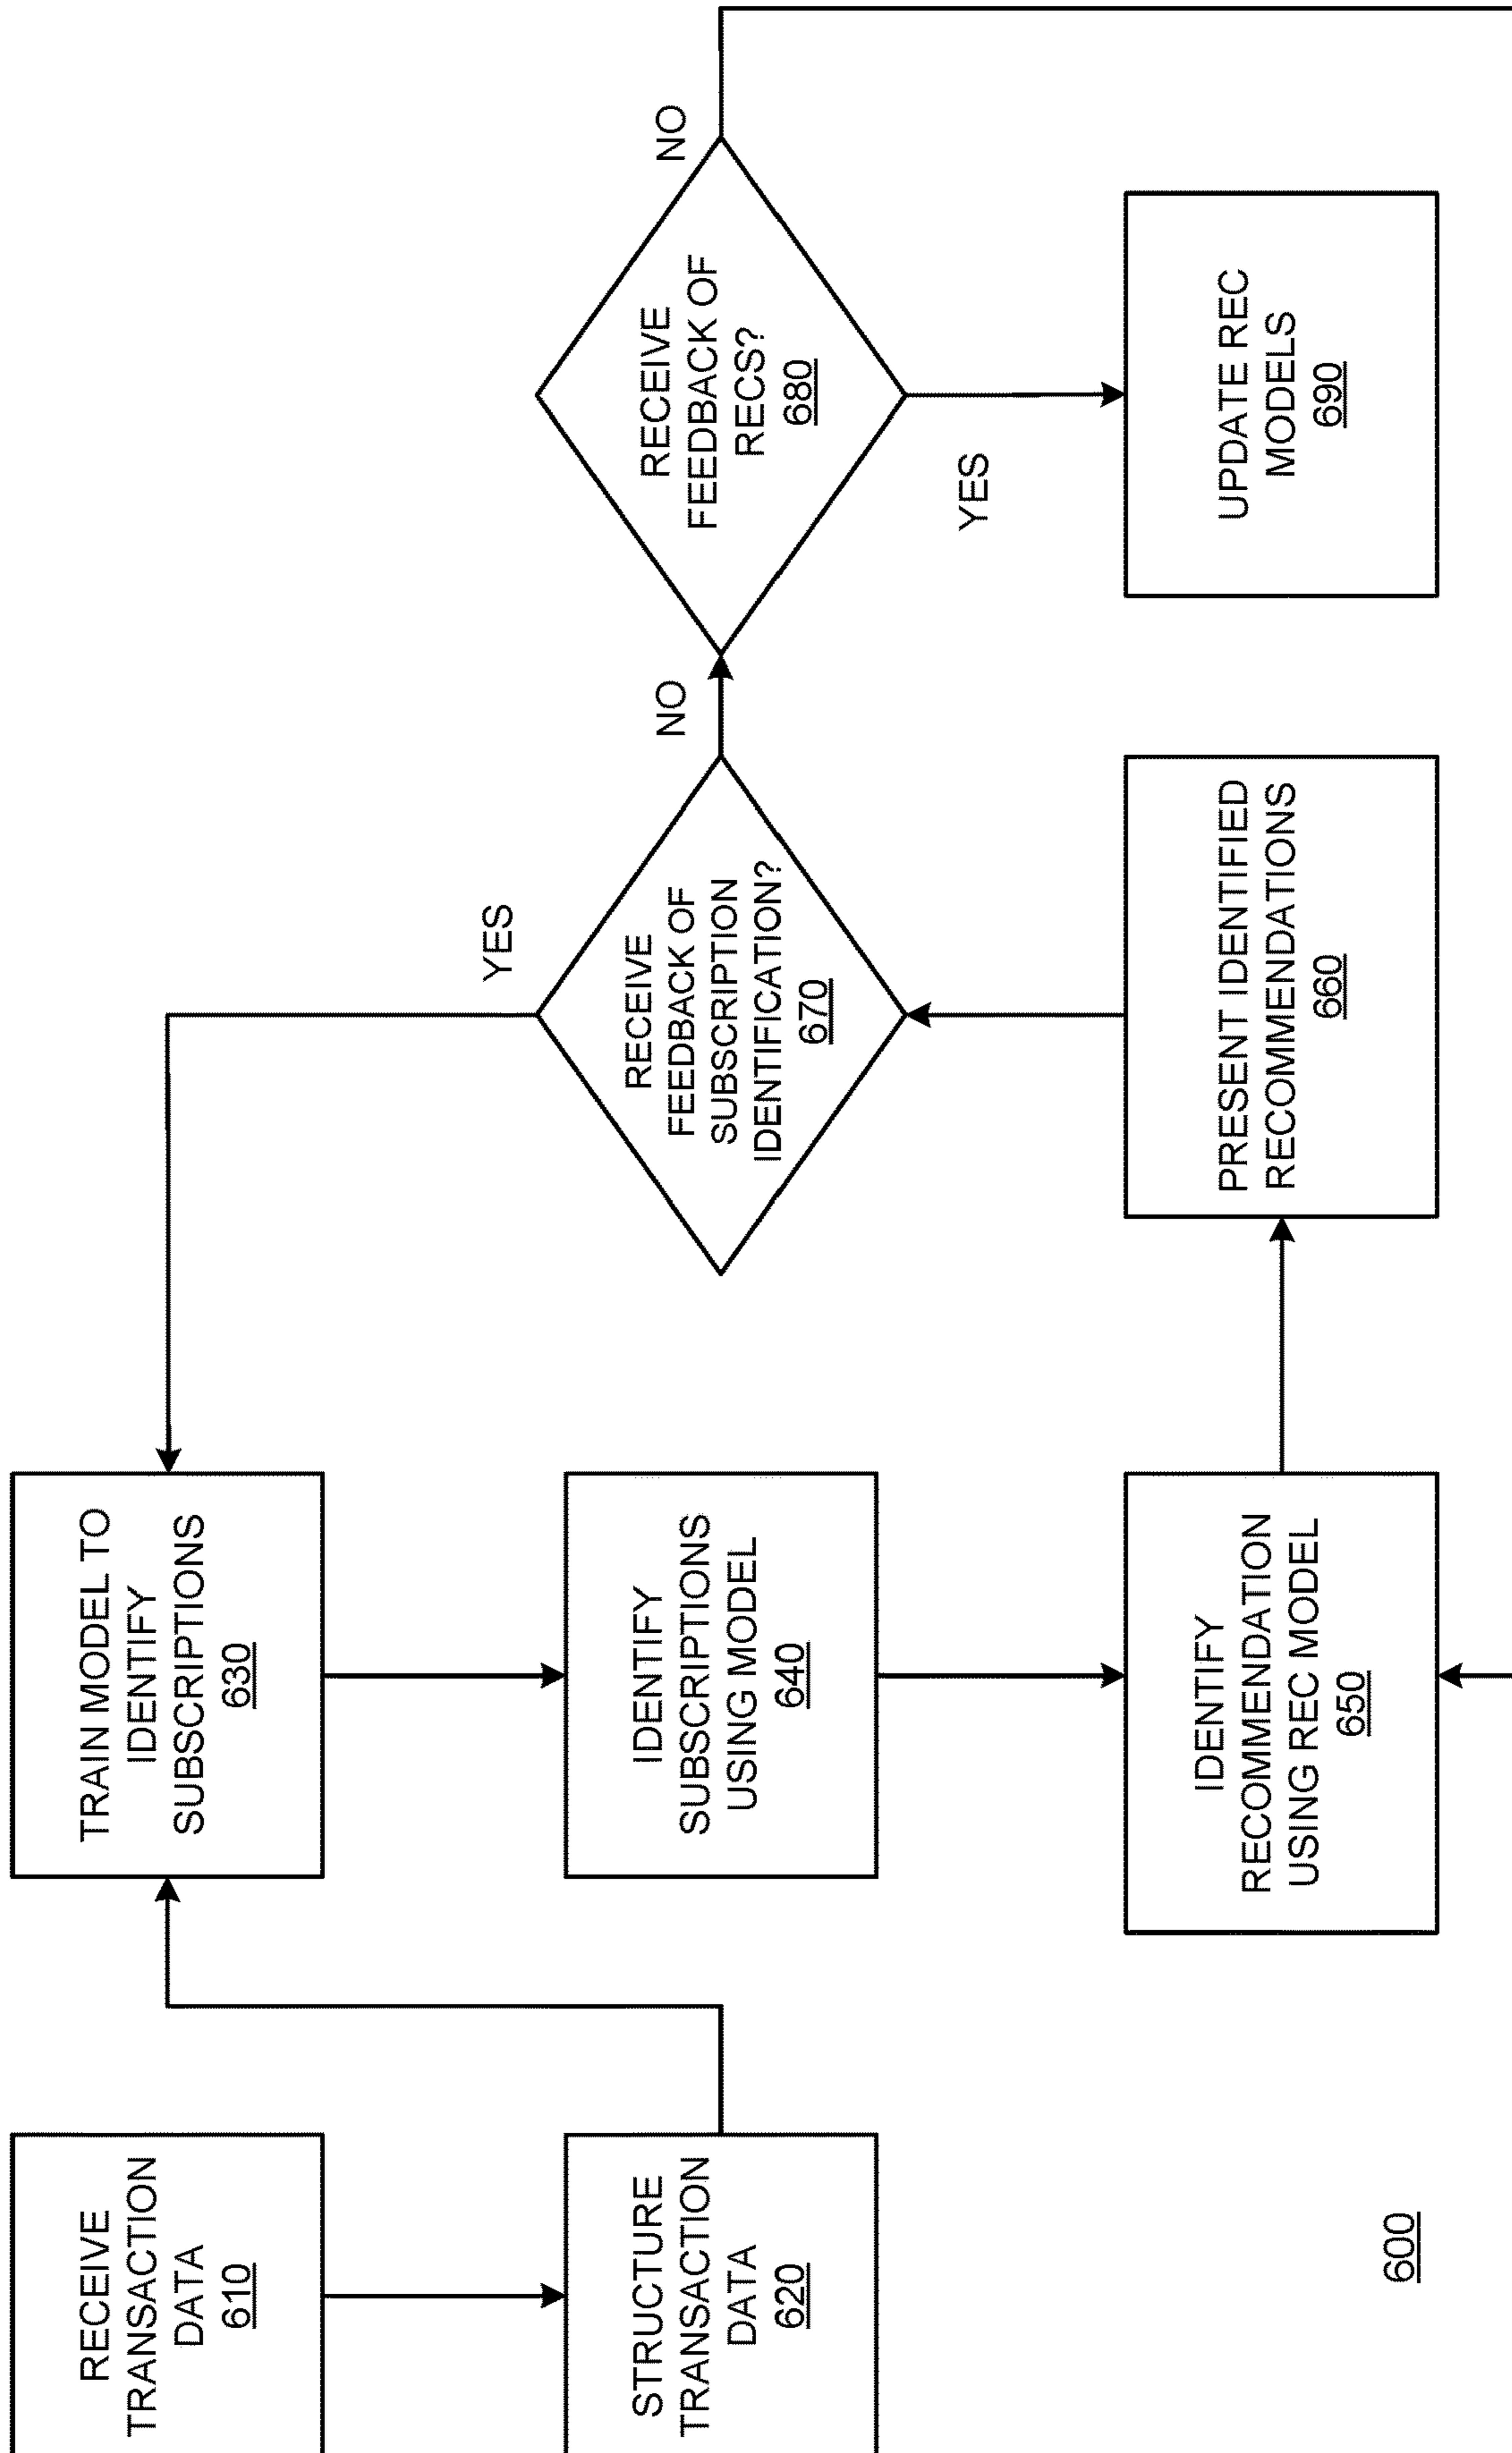 RECEIVE
TRANSACTION
DATA
610
STRUCTURE
TRANSACTION
DATA
620
TRAIN MODEL TO
IDENTIFY
SUBSCRIPTIONS
630
IDENTIFY
SUBSCRIPTIONS
USING MODEL
640
IDENTIFY
RECOMMENDATION
USING REC MODEL
650
PRESENT IDENTIFIED
RECOMMENDATIONS
660
RECEIVE
FEEDBACK OF
SUBSCRIPTION
IDENTIFICATION?
670
YES
NO
RECEIVE
FEEDBACK OF
RECS?
680
NO
YES
UPDATE REC
MODELS
690
600